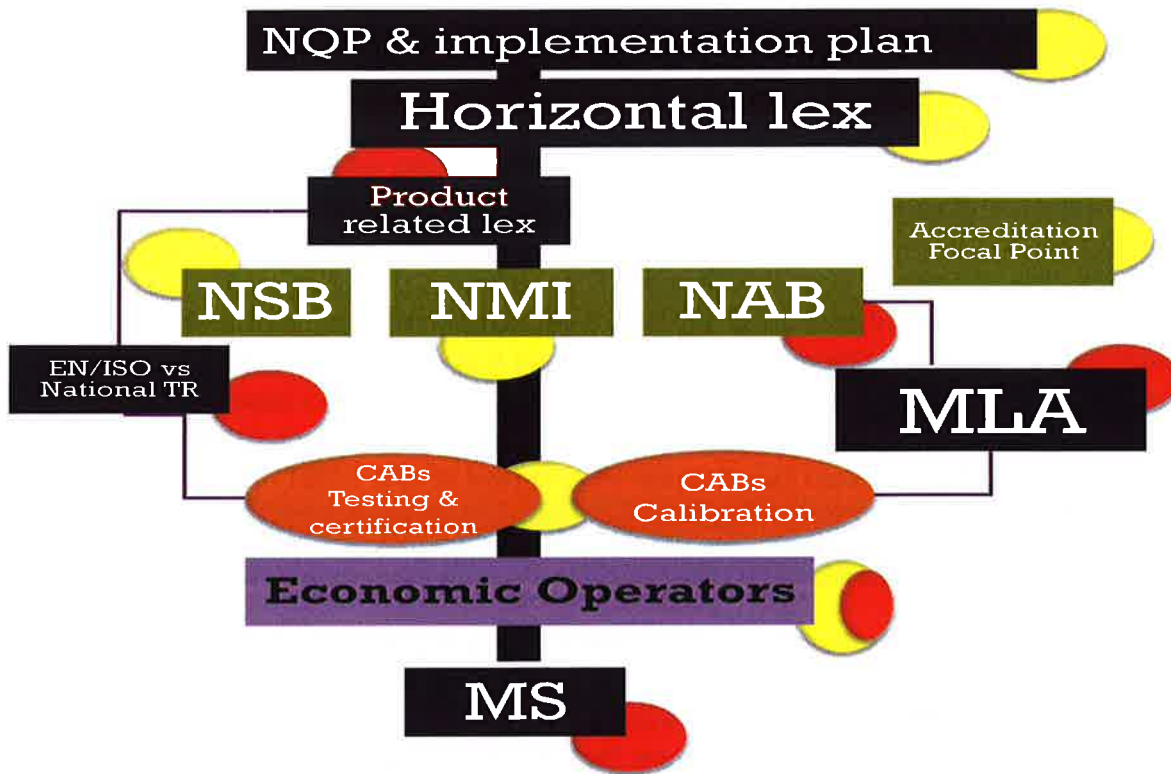 NQP & implementation plan
Horizontal lex
Product
related lex
Accreditation
Focal Point
NSB
NMI
NAB
EN/ISO vs
National TR
MLA
CABs
Testing &
certification
CABs
Calibration
Economic Operators
MS